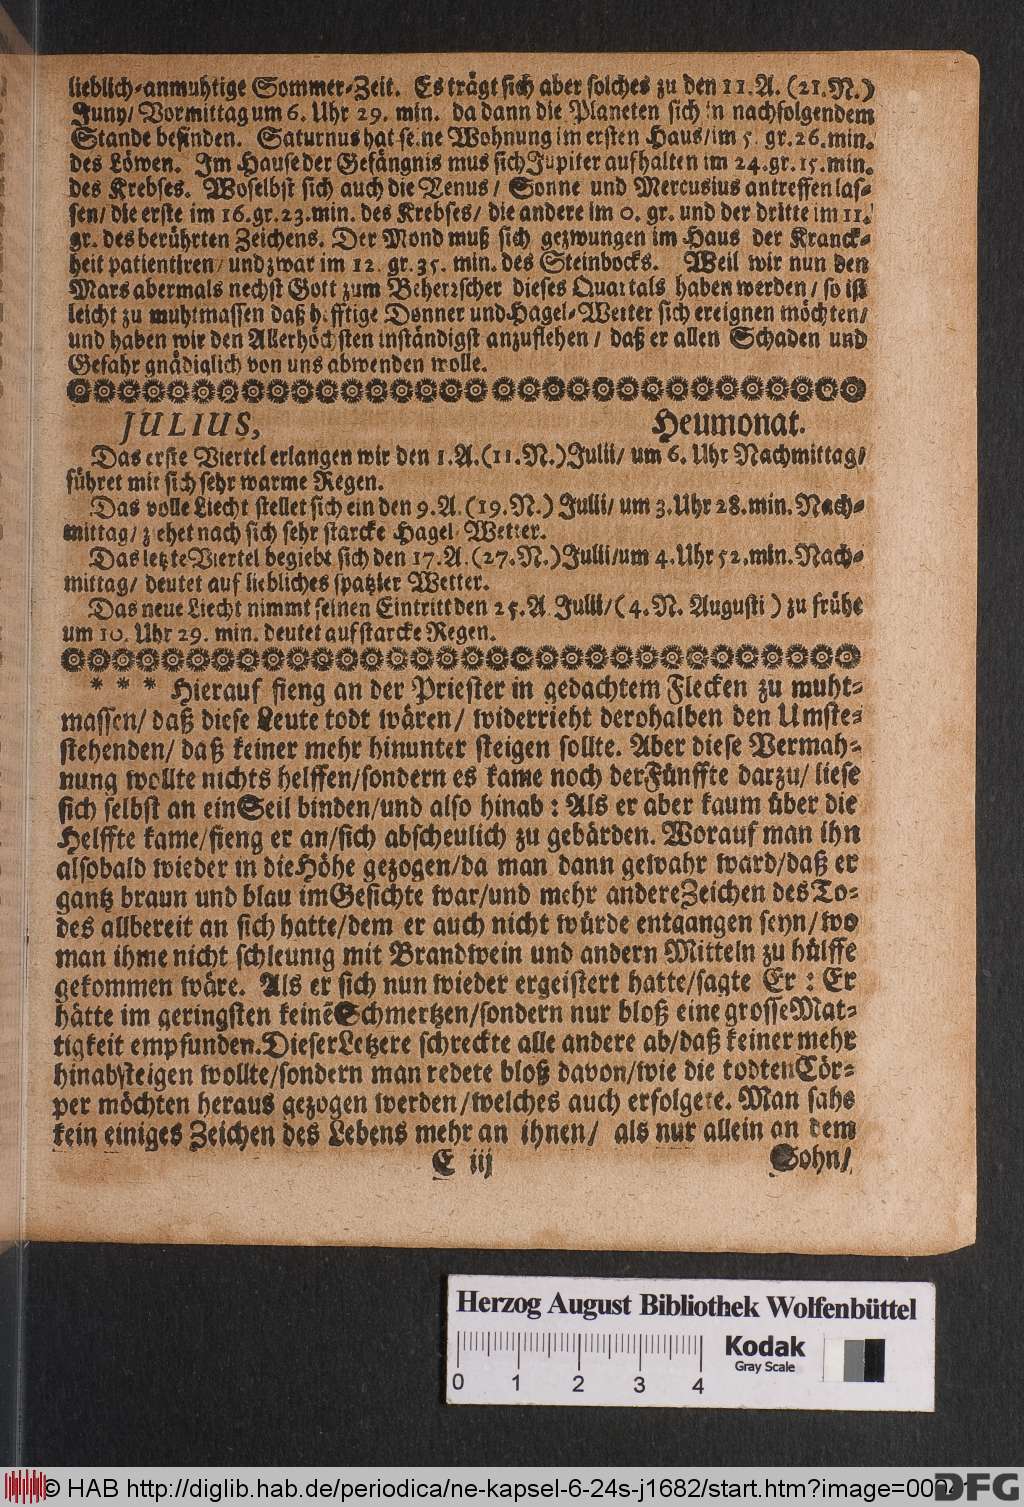 lieblich-anmuhtige Sommer-Zeit. Es trägt sich aber solches zu den 11. A. (21. N.)
Juny/ Vormittag um 6. Uhr 29. min. da dann die Planeten sich in nachfolgendem
Stande befinden. Saturnus hat seine Wohnung im ersten Haus/ im 5. gr. 26. min.
des Löwen. Im Hause der Gefängnis mus sich Jupiter aufhalten im 24. gr. 15. min.
des Krebses. Woselbst sich auch die Venus/ Sonne und Mercusius antreffen las-
sen/ die erste im 16. gr. 23. min. des Krebses/ die andere im 0. gr. und der dritte im 11.
gr. des berührten Zeichens. Der Mond muß sich gezwungen im Haus der Kranck-
heit patientiren/ und zwar im 12. gr. 35. min. des Steinbocks. Weil wir nun den
Mars abermals nechst Gott zum Beherzscher dieses Quartals haben werden/ so ist
leicht zu muhtmassen daß hefftige Donner und Hagel-Wetter sich ereignen möchten/
und haben wir den Allerhöchsten inständigst anzuflehen/ daß er allen Schaden und
Gefahr gnädiglich von uns abwenden wolle.
JULIUS, Heumonat.
Das erste Viertel erlangen wir den 1. A. (11. N.) Julii/ um 6. Uhr Nachmittag/
führet mit sich sehr warme Regen.
Das volle Liecht stellet sich ein den 9. A. (19. N.) Julli/ um 3. Uhr 28. min. Nach-
mittag/ ziehet nach sich sehr starcke Hagel-Wetter.
Das letzte Viertel begiebt sich den 17. A. (27. N.) Julli/ um 4. Uhr 52. min. Nach-
mittag/ deutet auf liebliches spatzier Wetter.
Das neue Liecht nimmt seinen Eintritt den 25. A. Julli/ (4. N. Augusti) zu frühe
um 10. Uhr 29. min. deutet auf starcke Regen.
* * * Hierauf fieng an der Priester in gedachtem Flecken zu muht-
massen/ daß diese Leute todt wären/ widerrieht derohalben den Umste-
stehenden/ daß keiner mehr hinunter steigen sollte. Aber diese Vermah-
nung wollte nichts helffen/ sondern es kame noch der Fünffte darzu/ liese
sich selbst an ein Seil binden/ und also hinab: Als er aber kaum über die
Helffte kame/ fieng er an/ sich abscheulich zu gebärden. Worauf man ihn
alsobald wieder in die Höhe gezogen/ da man dann gewahr ward/ daß er
gantz braun und blau im Gesichte war/ und mehr andere Zeichen des To-
des allbereit an sich hatte/ dem er auch nicht würde entgangen seyn/ wo
man ihme nicht schleunig mit Brandwein und andern Mitteln zu hülffe
gekommen wäre. Als er sich nun wieder ergeistert hatte/ sagte Er: Er
hätte im geringsten keinẽ Schmertzen/ sondern nur bloß eine grosse Mat-
tigkeit empfunden. Dieser Letzere schreckte alle andere ab/ daß keiner mehr
hinabsteigen wollte/ sondern man redete bloß davon/ wie die todten Cör-
per möchten heraus gezogen werden/ welches auch erfolgete. Man sahe
kein einiges Zeichen des Lebens mehr an ihnen/ als nur allein an dem
E iij Sohn/
Herzog August Bibliothek Wolfenbüttel
Kodak
Gray Scale
0 1 2 3 4
© HAB http://diglib.hab.de/periodica/ne-kapsel-6-24s-j1682/start.htm?image=000
DFG